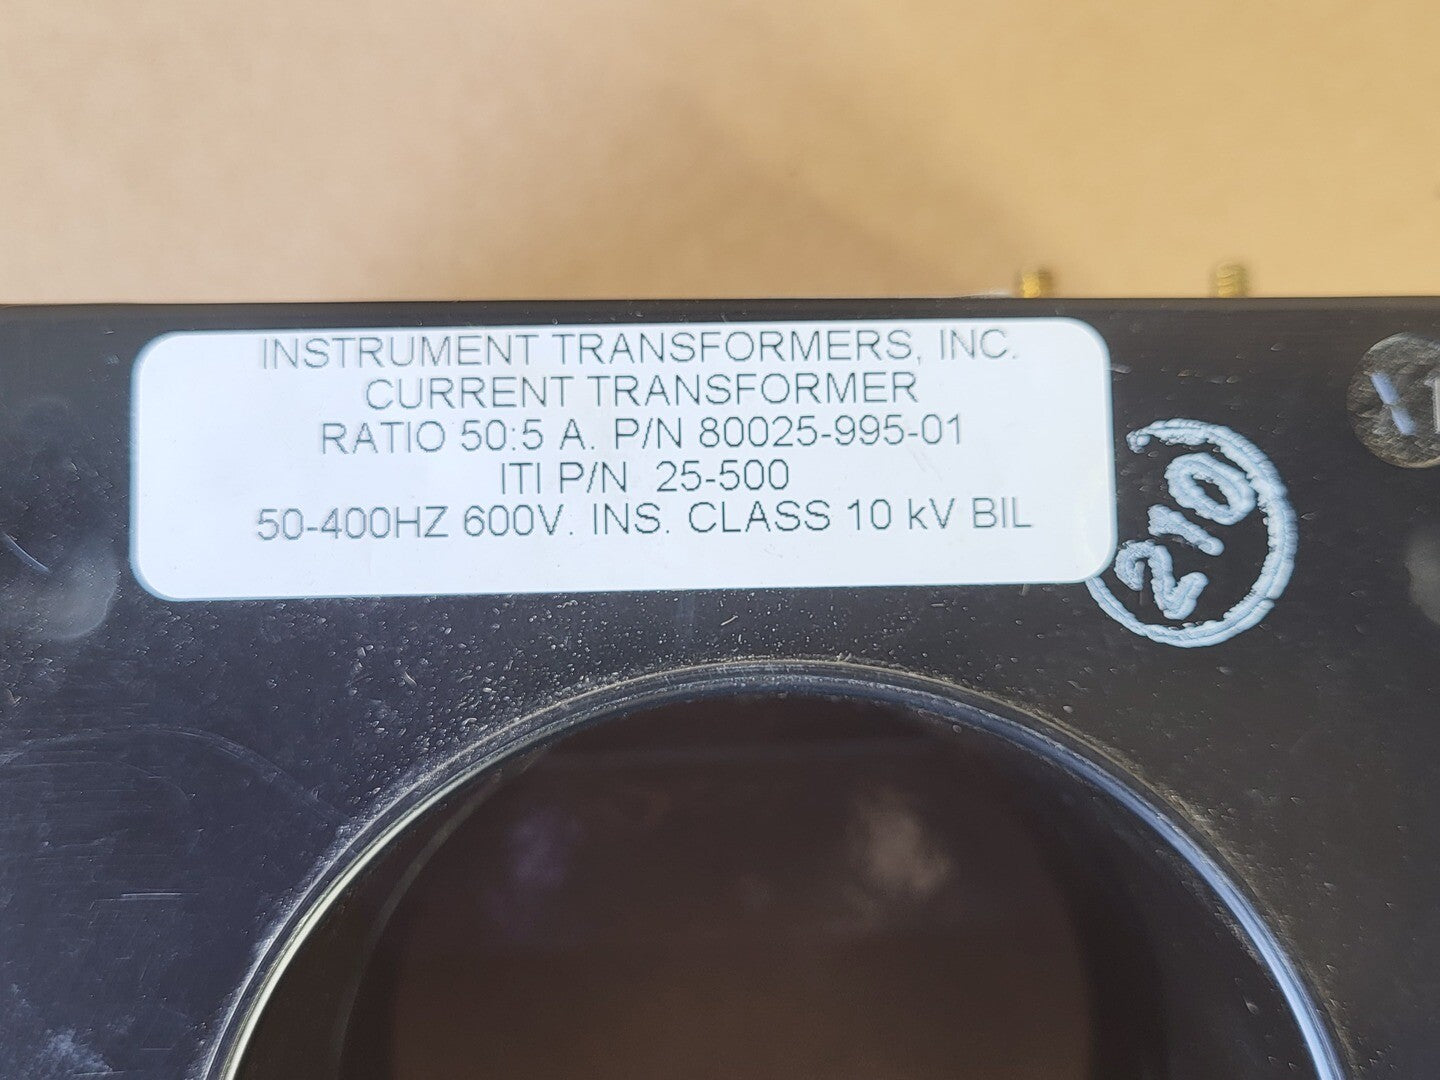 INSTRUMENT TRANSFORMERS, INC.
CURRENT TRANSFORMER
RATIO 50:5 A. P/N 80025-995-01
ITI P/N 25-500
50-400HZ 600V. INS. CLASS 10 kV BIL
210